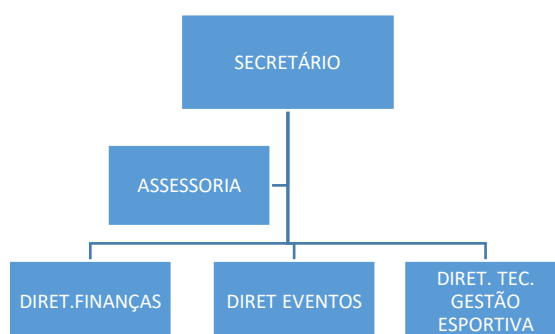 SECRETÁRIO
ASSESSORIA
DIRET.FINANÇAS
DIRET EVENTOS
DIRET. TEC.
GESTÃO
ESPORTIVA